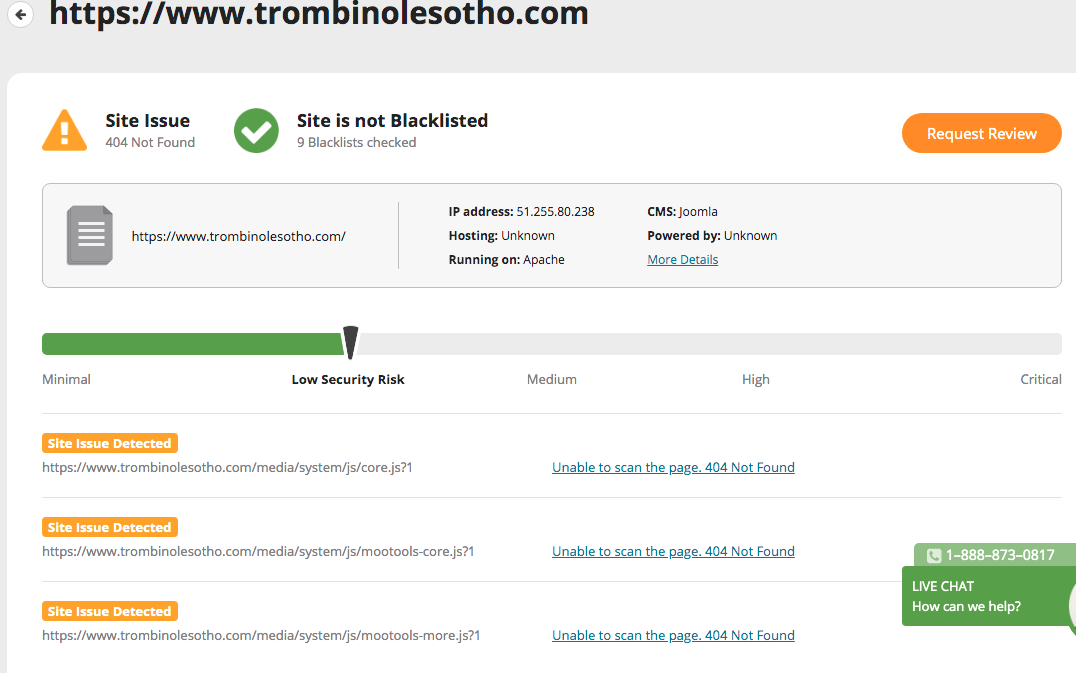 https://www.trombinolesotho.com
Site Issue
404 Not Found
Site is not Blacklisted
9 Blacklists checked
Request Review
https://www.trombinolesotho.com/
IP address: 51.255.80.238
Hosting: Unknown
Running on: Apache
CMS: Joomla
Powered by: Unknown
More Details
Minimal
Low Security Risk
Medium
High
Critical
Site Issue Detected
https://www.trombinolesotho.com/media/system/js/core.js?1
Unable to scan the page. 404 Not Found
Site Issue Detected
https://www.trombinolesotho.com/media/system/js/mootools-core.js?1
Unable to scan the page. 404 Not Found
Site Issue Detected
https://www.trombinolesotho.com/media/system/js/mootools-more.js?1
Unable to scan the page. 404 Not Found
1–888–873–0817
LIVE CHAT
How can we help?